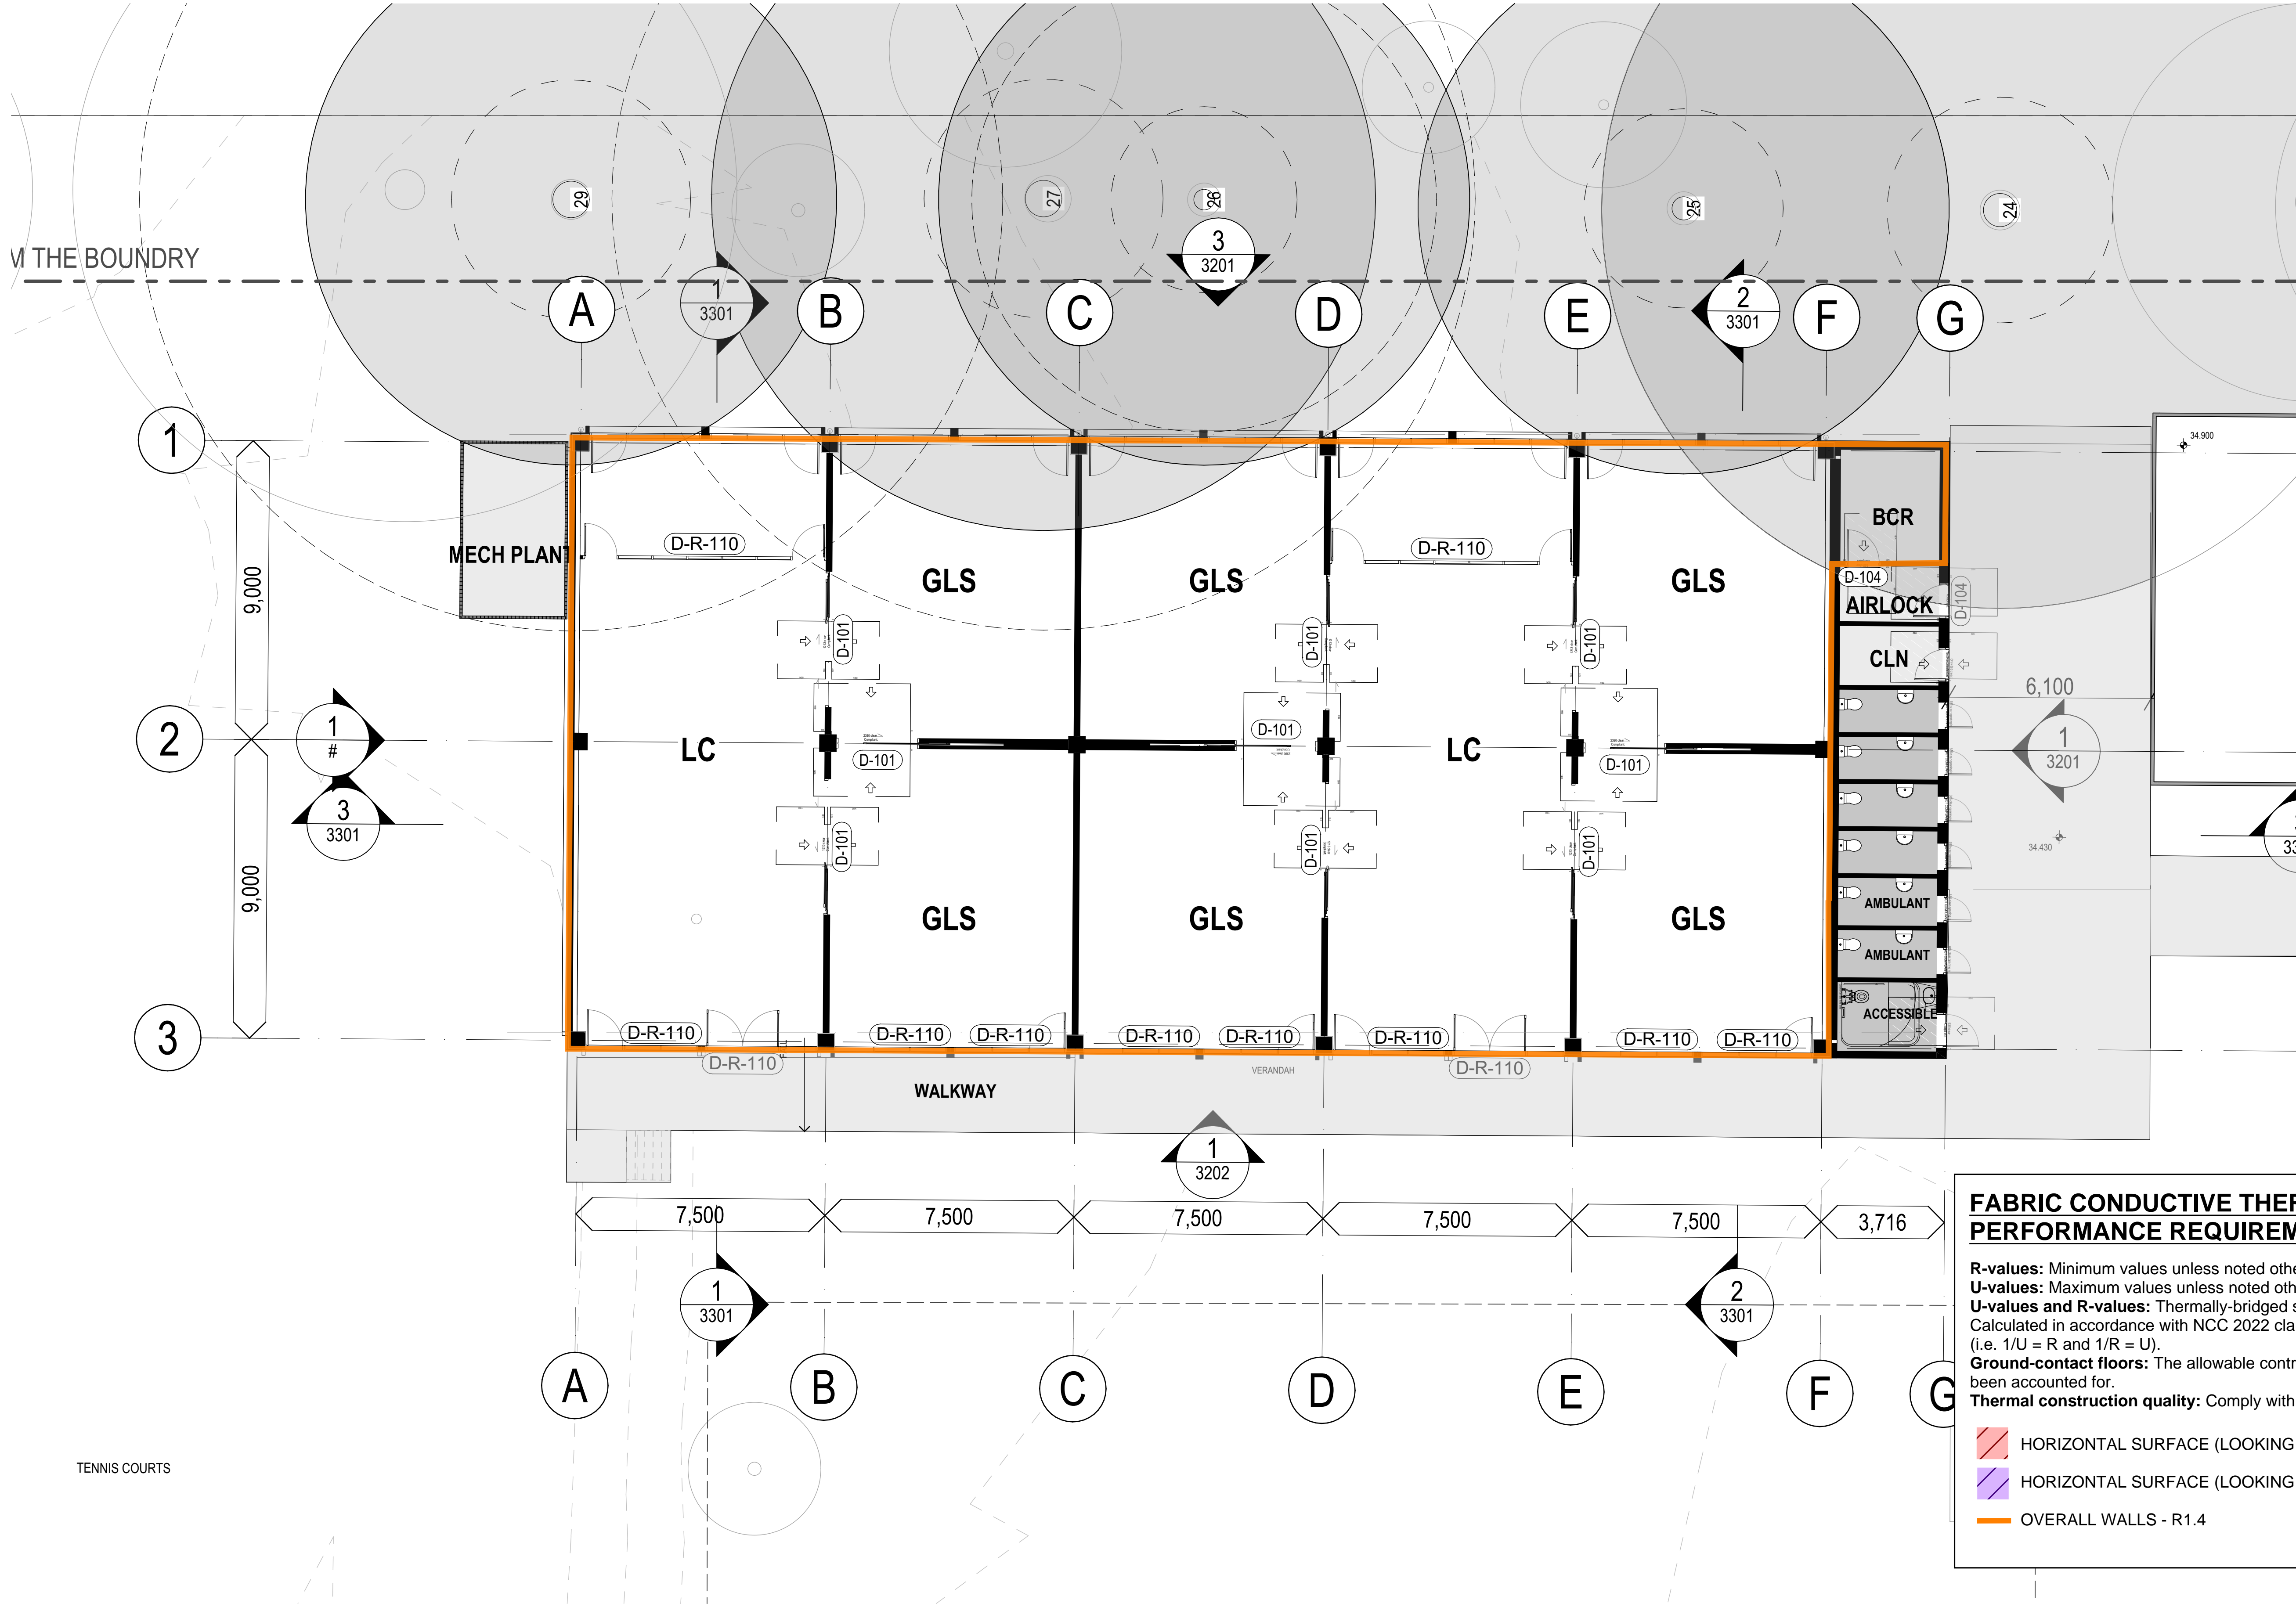 29
27
26
25
24
M THE BOUNDRY
3
3201
1
3301
2
3301
A
B
C
D
E
F
G
1
34.900
D-R-110
D-R-110
BCR
MECH PLANT
GLS
GLS
GLS
D-104
AIRLOCK
D-104
9,000
D-101
D-101
D-101
CLN
6,100
2
1
#
LC
D-101
D-101
LC
D-101
1
3201
3
3301
D-101
D-101
D-101
34.430
9,000
GLS
GLS
GLS
AMBULANT
AMBULANT
ACCESSIBLE
3
D-R-110
D-R-110
D-R-110
D-R-110
D-R-110
D-R-110
D-R-110
D-R-110
D-R-110
D-R-110
VERANDAH
WALKWAY
1
3202
7,500
7,500
7,500
7,500
7,500
3,716
1
3301
2
3301
A
B
C
D
E
F
G
TENNIS COURTS
FABRIC CONDUCTIVE THER
PERFORMANCE REQUIREM
R-values: Minimum values unless noted othe
U-values: Maximum values unless noted oth
U-values and R-values: Thermally-bridged s
Calculated in accordance with NCC 2022 cla
(i.e. 1/U = R and 1/R = U).
Ground-contact floors: The allowable contr
been accounted for.
Thermal construction quality: Comply with
HORIZONTAL SURFACE (LOOKING
HORIZONTAL SURFACE (LOOKING
OVERALL WALLS - R1.4